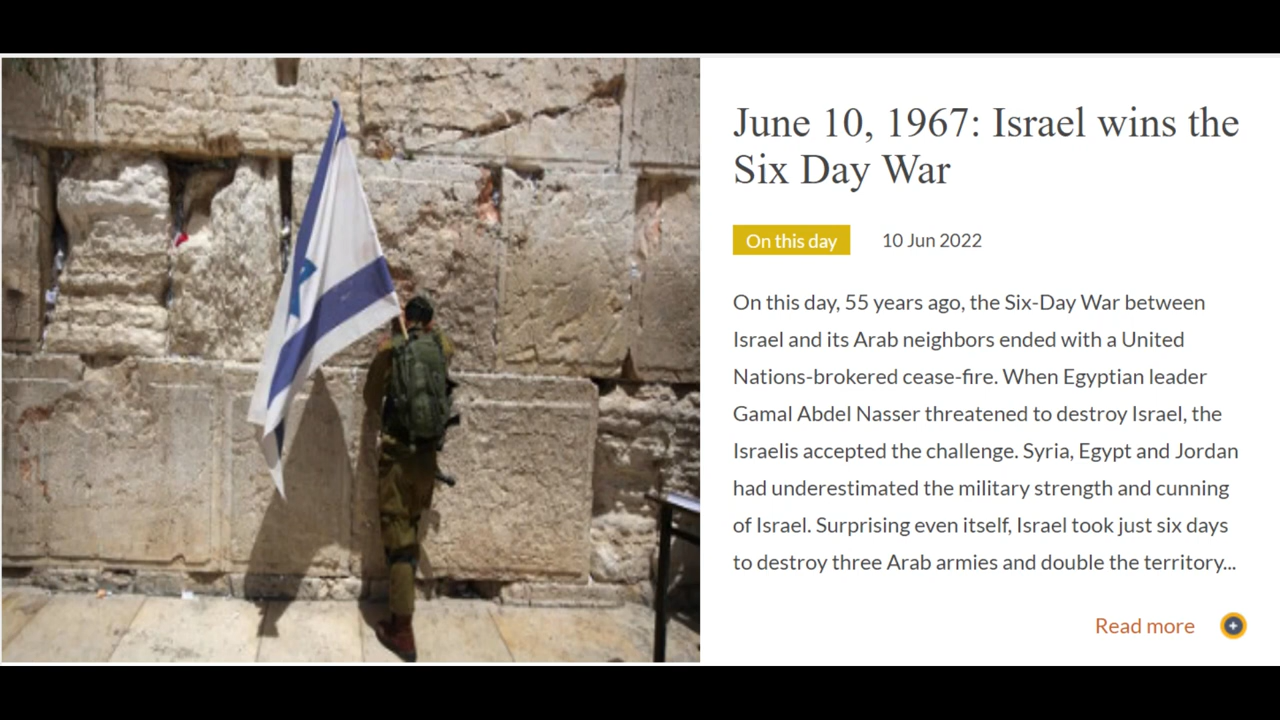 June 10, 1967: Israel wins the
Six Day War
On this day
10 Jun 2022
On this day, 55 years ago, the Six-Day War between
Israel and its Arab neighbors ended with a United
Nations-brokered cease-fire. When Egyptian leader
Gamal Abdel Nasser threatened to destroy Israel, the
Israelis accepted the challenge. Syria, Egypt and Jordan
had underestimated the military strength and cunning
of Israel. Surprising even itself, Israel took just six days
to destroy three Arab armies and double the territory...
Read more